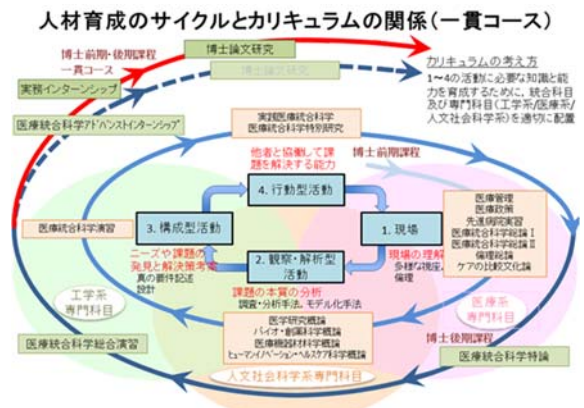 人材育成のサイクルとカリキュラムの関係(一貫コース)
博士前期・後期課程
一貫コース
博士論文研究
博士論文研究
実務インターンシップ
医療統合科学アドバンストインターンシップ
カリキュラムの考え方
1~4の活動に必要な知識と能
力を育成するために、統合科目
及び専門科目(工学系/医療系/
人文社会科学系)を適切に配置
実践医療統合科学
医療統合科学特別研究
他者と協働して課
題を解決する能力
博士前期課程
4. 行動型活動
医療統合科学演習
3. 構成型活動
1. 現場
医療管理
医療政策
先進病院実習
医療統合科学総論Ⅰ
医療統合科学総論Ⅱ
倫理総論
ケアの比較文化論
ニーズや課題の
発見と解決策考案
真の要件記述
設計
2. 観察・解析型
活動
現場の理解
多様な視座、
倫理
課題の本質の分析
調査・分析手法、モデル化手法
工学系
専門科目
医療系
専門科目
医学研究概論
バイオ・創薬科学概論
医療機器材料科学概論
ヒューマンイノベーション・ヘルスケア科学概論
博士後期課程
医療統合科学総合演習
医療統合科学特論
人文社会科学系専門科目